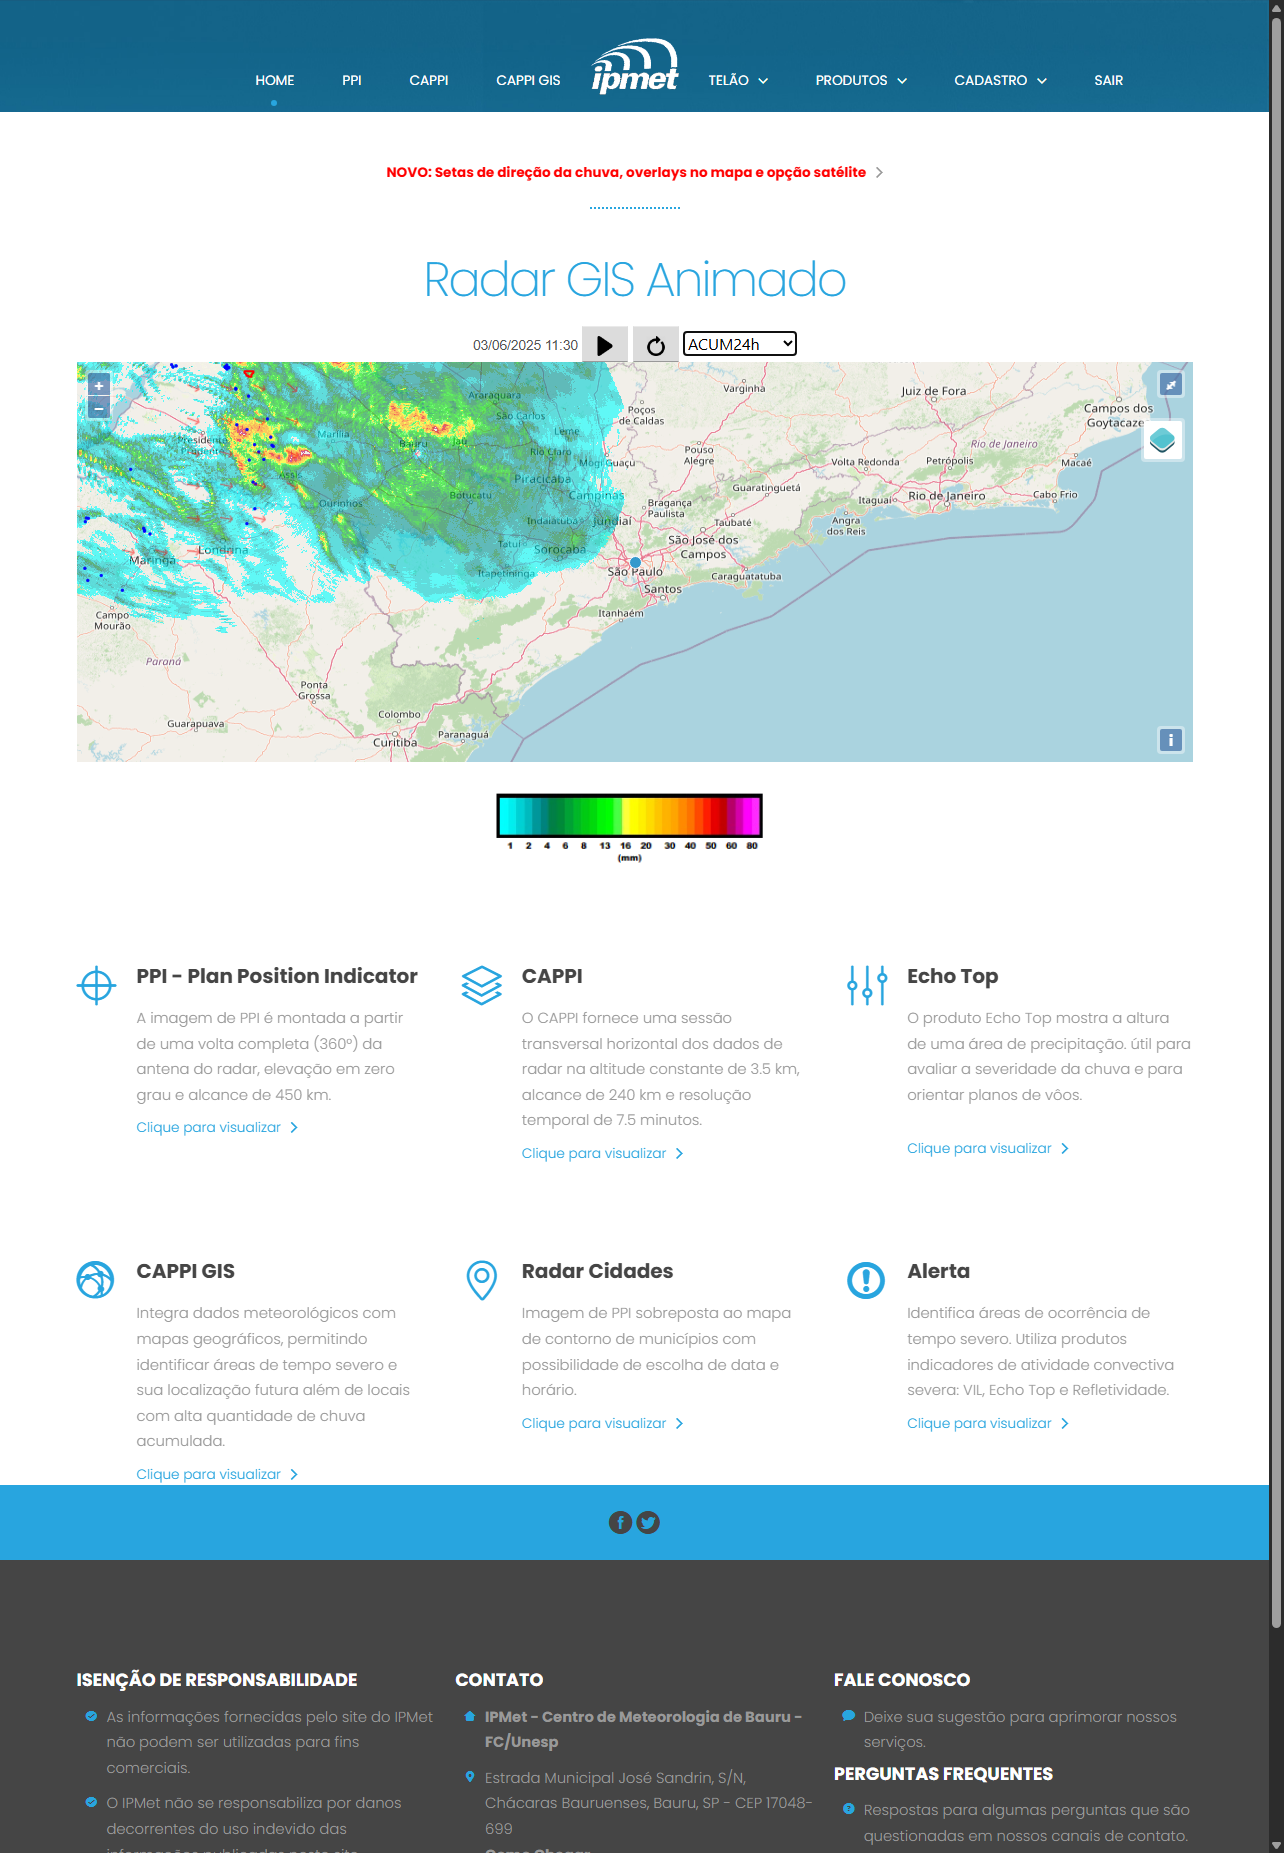 HOME
PPI
CAPPI
CAPPI GIS
ipmet
TELÃO
PRODUTOS
CADASTRO
SAIR
NOVO: Setas de direção da chuva, overlays no mapa e opção satélite
Radar GIS Animado
03/06/2025 11:30
ACUM24h
+
−
Araraquara
São Carlos
Leme
Rio Claro
Mogi Guaçu
Piracicaba
Campinas
Indaiatuba
Jundiaí
Tatuí
Sorocaba
Itapetininga
Botucatu
Bauru
Jaú
Marília
Assis
Ourinhos
Presidente
Prudente
Londrina
Maringá
Campo
Mourão
Paraná
Ponta
Grossa
Guarapuava
Colombo
Curitiba
Paranaguá
Varginha
Poços
de Caldas
Pouso
Alegre
Bragança
Paulista
Guaratinguetá
Taubaté
São José dos
Campos
São Paulo
Santos
Itanhaém
Caraguatatuba
Juiz de Fora
Campos dos
Goytacaze
Rio de Janeiro
Volta Redonda
Petrópolis
Macaé
Itaguaí
Rio de Janeiro
Cabo Frio
Angra
dos Reis
i
1 2 4 6 8 13 16 20 30 40 50 60 80
(mm)
PPI - Plan Position Indicator
A imagem de PPI é montada a partir
de uma volta completa (360º) da
antena do radar, elevação em zero
grau e alcance de 450 km.
Clique para visualizar
CAPPI
O CAPPI fornece uma sessão
transversal horizontal dos dados de
radar na altitude constante de 3.5 km,
alcance de 240 km e resolução
temporal de 7.5 minutos.
Clique para visualizar
Echo Top
O produto Echo Top mostra a altura
de uma área de precipitação. útil para
avaliar a severidade da chuva e para
orientar planos de vôos.
Clique para visualizar
CAPPI GIS
Integra dados meteorológicos com
mapas geográficos, permitindo
identificar áreas de tempo severo e
sua localização futura além de locais
com alta quantidade de chuva
acumulada.
Clique para visualizar
Radar Cidades
Imagem de PPI sobreposta ao mapa
de contorno de municípios com
possibilidade de escolha de data e
horário.
Clique para visualizar
Alerta
Identifica áreas de ocorrência de
tempo severo. Utiliza produtos
indicadores de atividade convectiva
severa: VIL, Echo Top e Refletividade.
Clique para visualizar
ISENÇÃO DE RESPONSABILIDADE
As informações fornecidas pelo site do IPMet
não podem ser utilizadas para fins
comerciais.
O IPMet não se responsabiliza por danos
decorrentes do uso indevido das
informações publicadas neste site
CONTATO
IPMet - Centro de Meteorologia de Bauru -
FC/Unesp
Estrada Municipal José Sandrin, S/N,
Chácaras Bauruenses, Bauru, SP - CEP 17048-
699
Como Chegar
FALE CONOSCO
Deixe sua sugestão para aprimorar nossos
serviços.
PERGUNTAS FREQUENTES
Respostas para algumas perguntas que são
questionadas em nossos canais de contato.